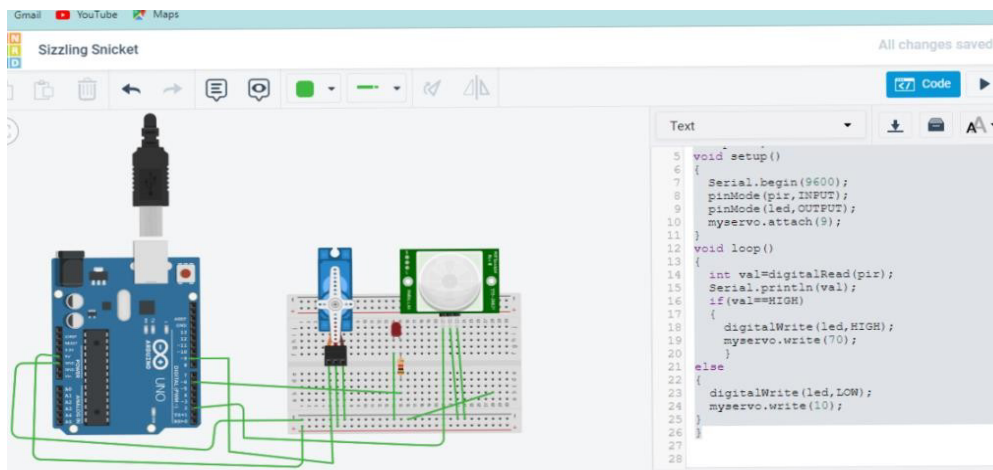 Gmail YouTube Maps
Sizzling Snicket
All changes saved
Code
Text
5 void setup()
6 {
7 Serial.begin(9600);
8 pinMode(pir,INPUT);
9 pinMode(led,OUTPUT);
10 myservo.attach(9);
11 }
12 void loop()
13 {
14 int val=digitalRead(pir);
15 Serial.println(val);
16 if(val==HIGH)
17 {
18 digitalWrite(led,HIGH);
19 myservo.write(70);
20 }
21 else
22 {
23 digitalWrite(led,LOW);
24 myservo.write(10);
25 }
26 }
27
28
UNO
ARDUINO